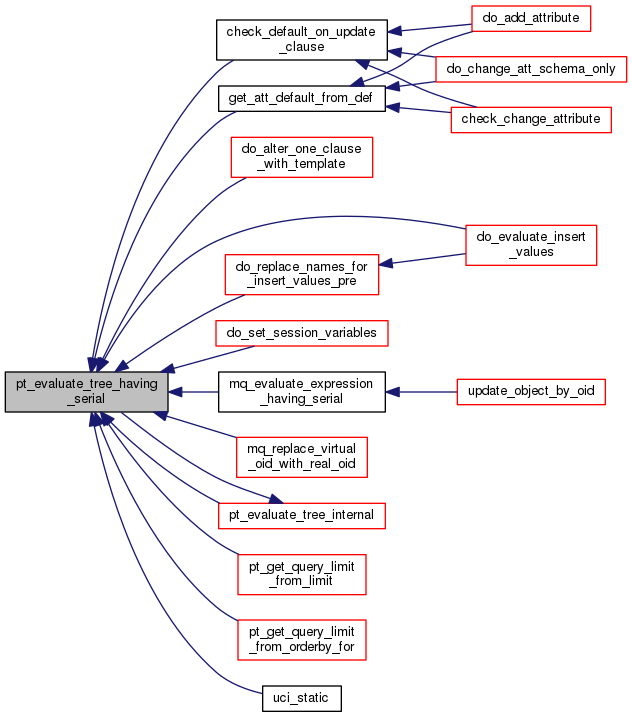 check_default_on_update
_clause
do_add_attribute
do_change_att_schema_only
get_att_default_from_def
check_change_attribute
do_alter_one_clause
_with_template
do_evaluate_insert
_values
do_replace_names_for
_insert_values_pre
do_set_session_variables
pt_evaluate_tree_having
_serial
mq_evaluate_expression
_having_serial
update_object_by_oid
mq_replace_virtual
_oid_with_real_oid
pt_evaluate_tree_internal
pt_get_query_limit
_from_limit
pt_get_query_limit
_from_orderby_for
uci_static